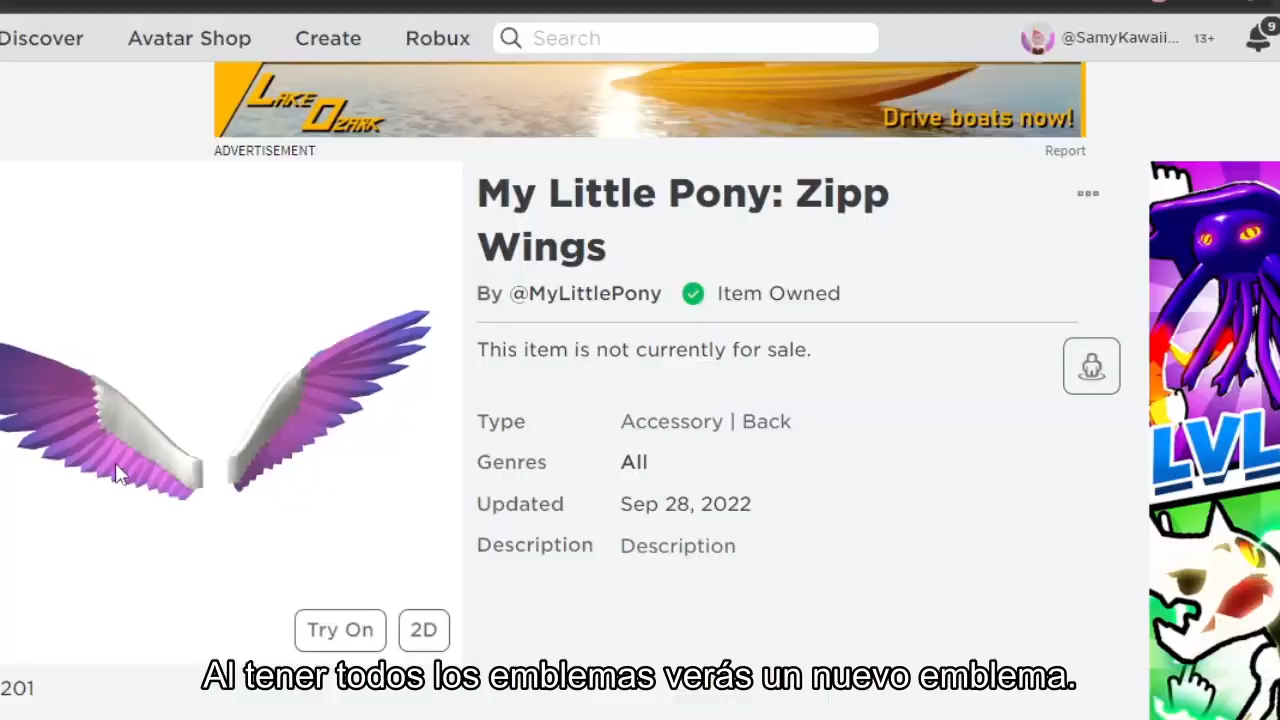 Discover Avatar Shop Create Robux Search @SamyKawaii... 13+ 9
LAKE
OZARK
Drive boats now!
ADVERTISEMENT Report
My Little Pony: Zipp
Wings
By @MyLittlePony Item Owned
This item is not currently for sale.
Type Accessory | Back
Genres All
Updated Sep 28, 2022
Description Description
LVL
Try On 2D
201
Al tener todos los emblemas verás un nuevo emblema.